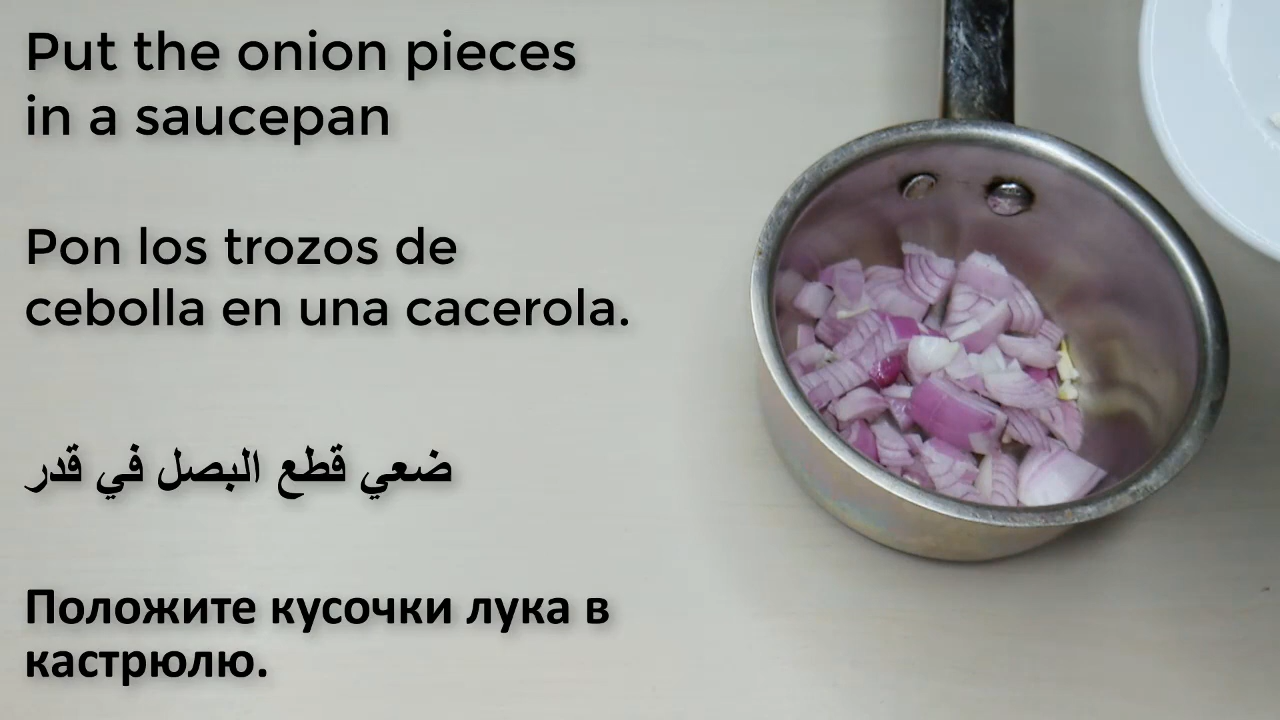 Put the onion pieces
in a saucepan
Pon los trozos de
cebolla en una cacerola.
ضعي قطع البصل في قدر
Положите кусочки лука в
кастрюлю.